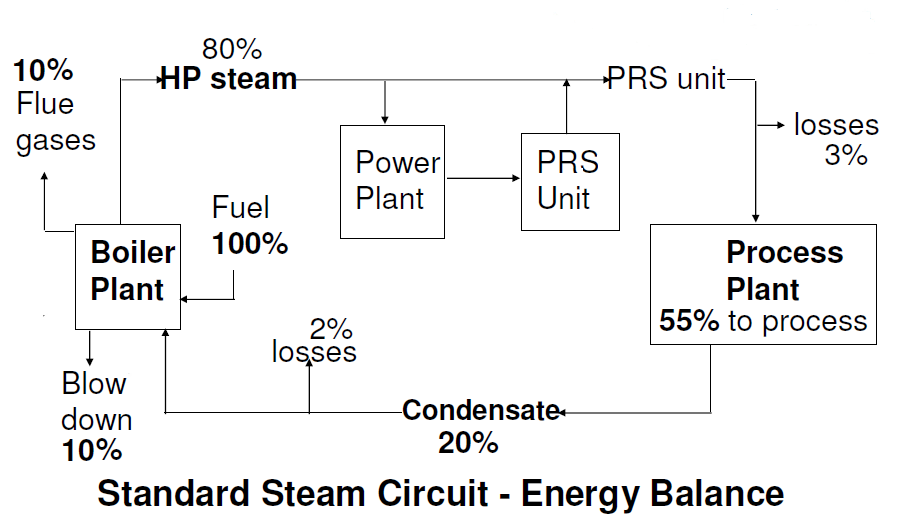 80%
10%
HP steam
PRS unit
Flue
gases
losses
3%
Power
Plant
PRS
Unit
Fuel
100%
Boiler
Plant
Process
Plant
55% to process
2%
losses
Blow
down
10%
Condensate
20%
Standard Steam Circuit - Energy Balance